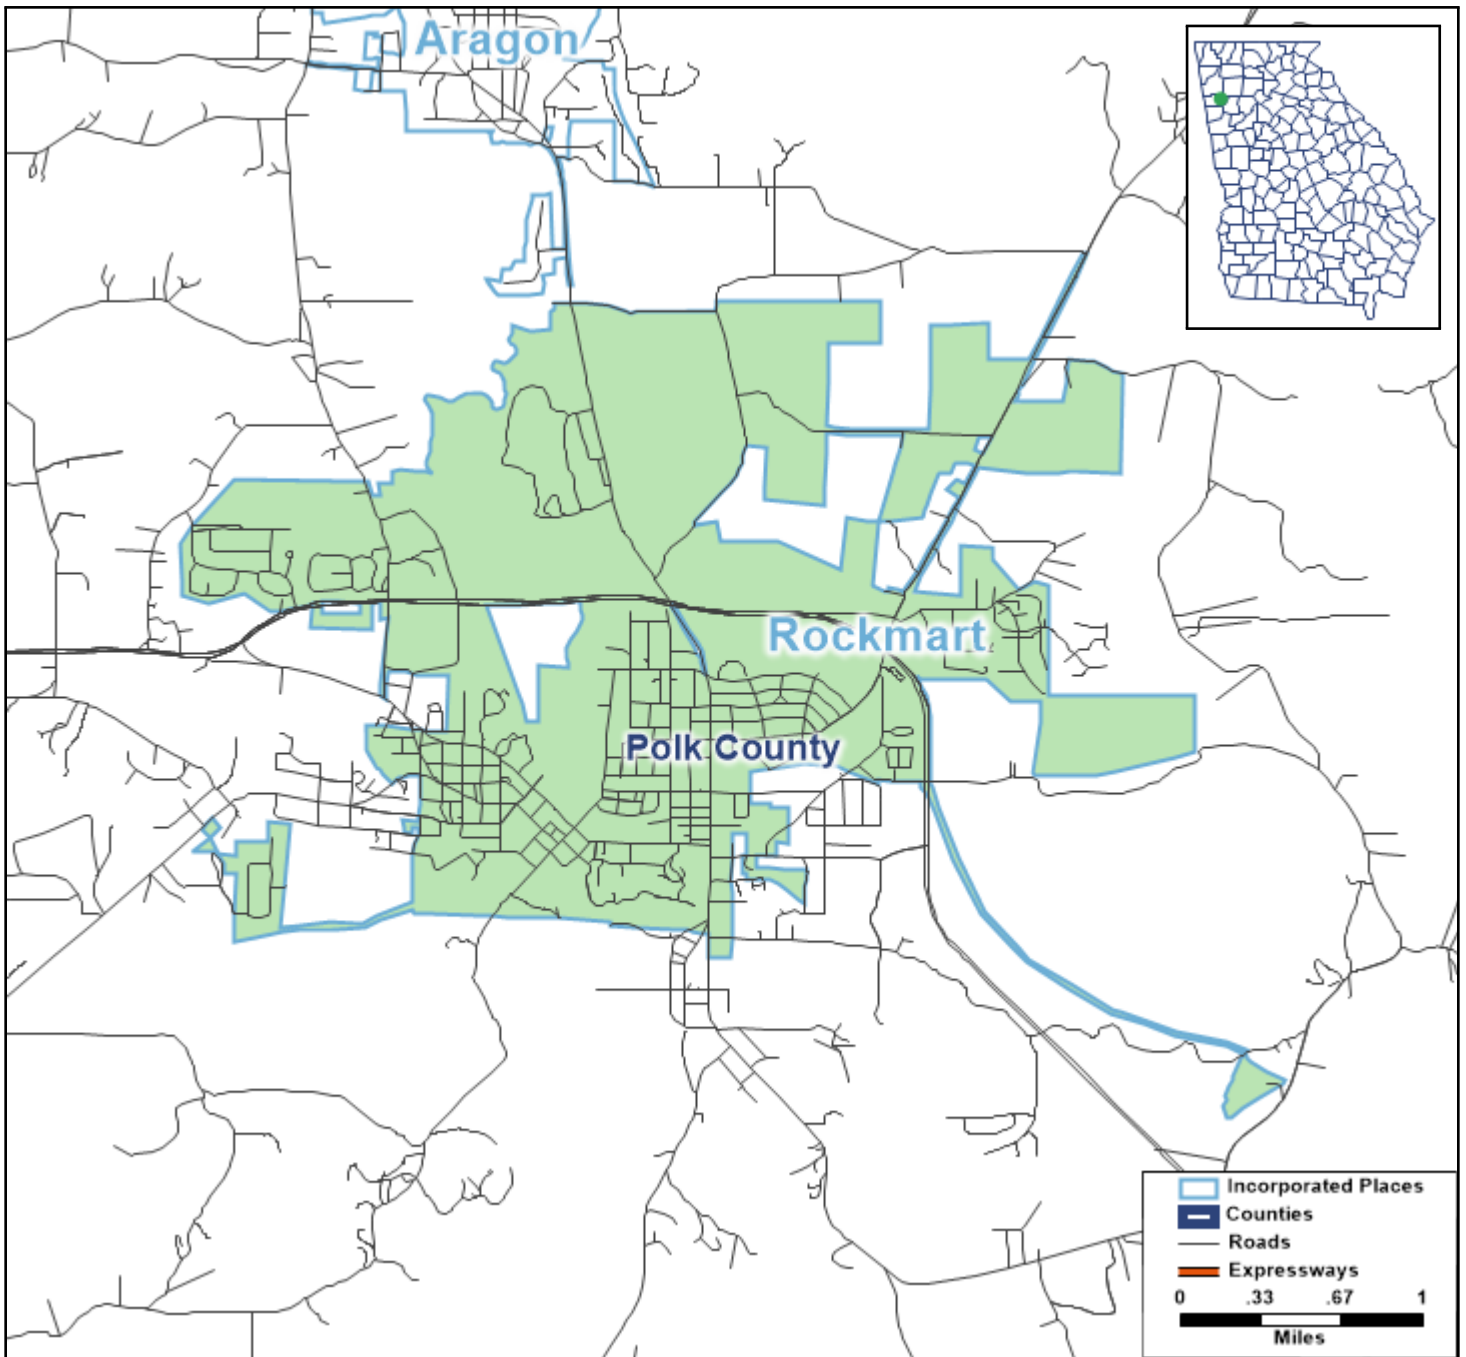 Aragon
Rockmart
Polk County
Incorporated Places
Counties
Roads
Expressways
0 .33 .67 1
Miles